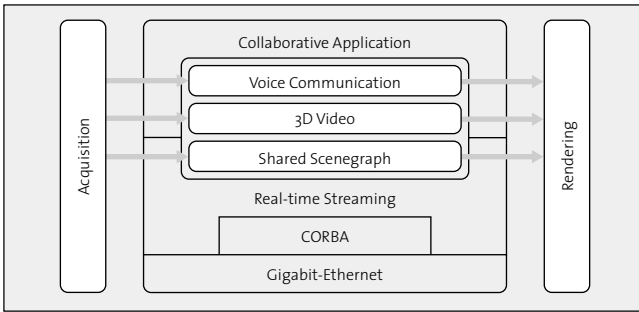 Collaborative Application
Acquisition
Voice Communication
3D Video
Shared Scenegraph
Rendering
Real-time Streaming
CORBA
Gigabit-Ethernet